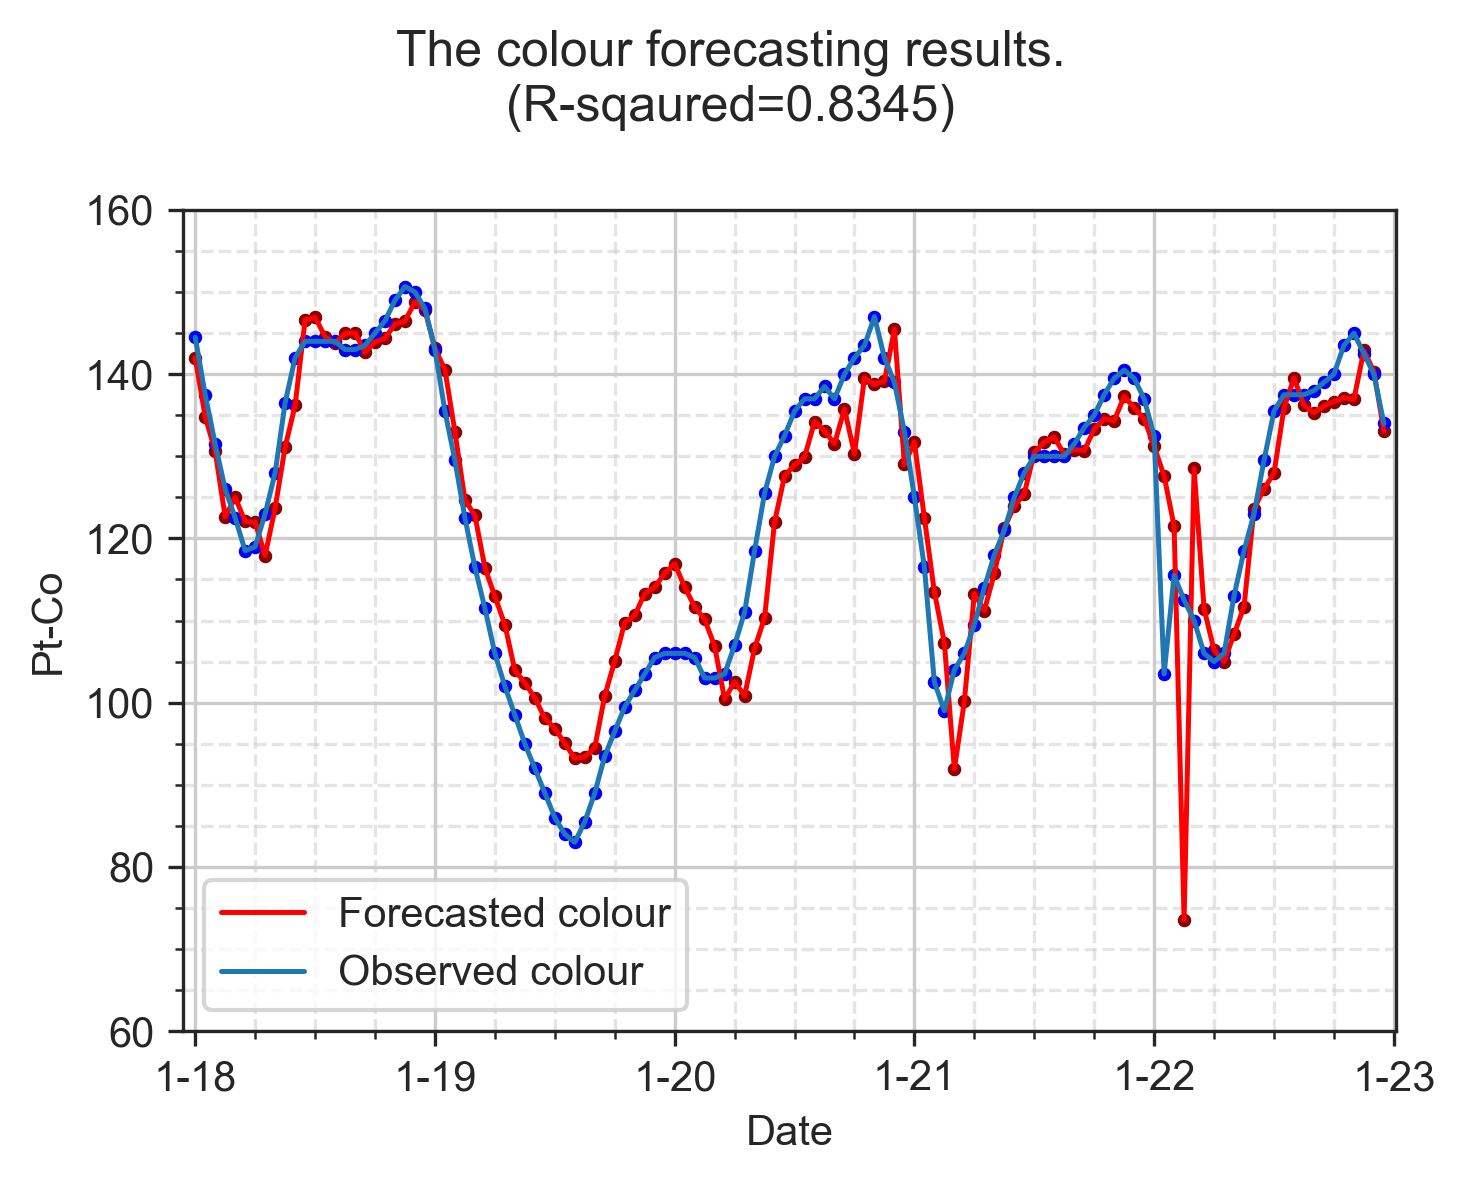 The colour forecasting results.
(R-sqaured=0.8345)
160
140
120
100
80
60
Pt-Co
Forecasted colour
Observed colour
1-18 1-19 1-20 1-21 1-22 1-23
Date